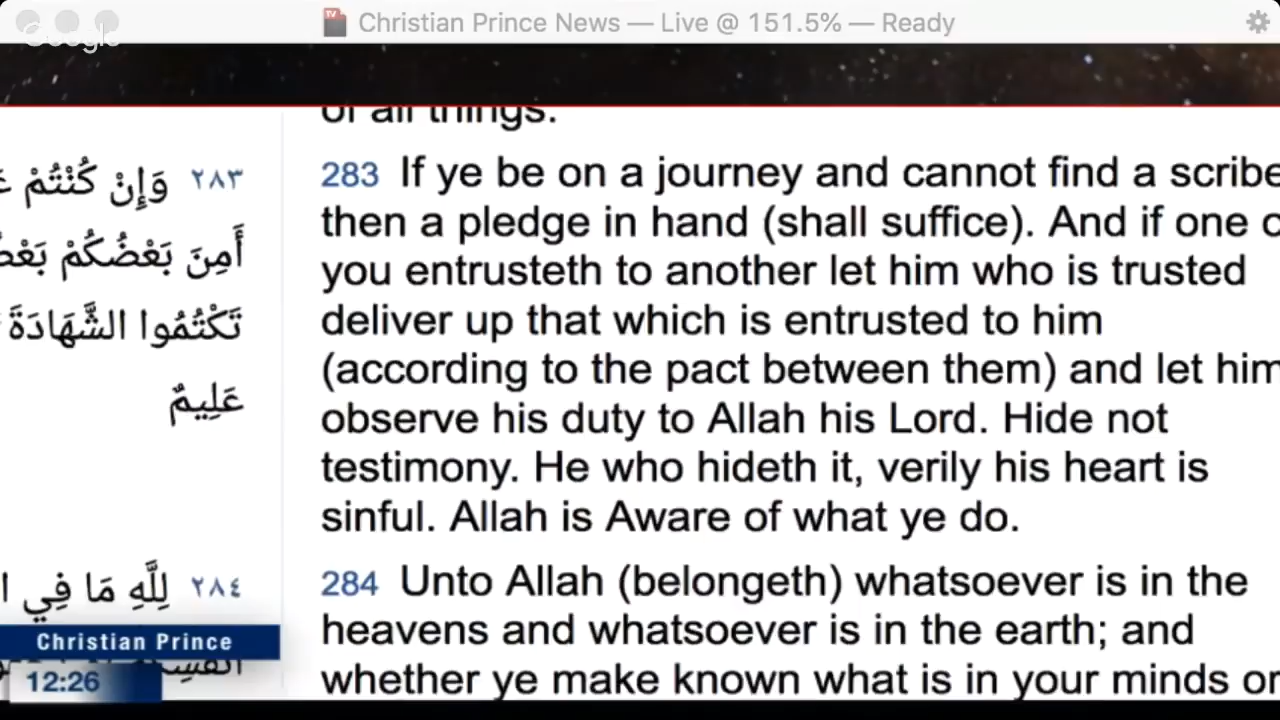 Christian Prince News — Live @ 151.5% — Ready
Google
of all things.
٢٨٣ وَإِنْ كُنْتُمْ
أَمِنَ بَعْضُكُمْ
تَكْتُمُوا الشَّهَادَةَ
عَلِيمٌ
٢٨٤ لِلَّهِ مَا فِي
283 If ye be on a journey and cannot find a scribe
then a pledge in hand (shall suffice). And if one
you entrusteth to another let him who is trusted
deliver up that which is entrusted to him
(according to the pact between them) and let him
observe his duty to Allah his Lord. Hide not
testimony. He who hideth it, verily his heart is
sinful. Allah is Aware of what ye do.
284 Unto Allah (belongeth) whatsoever is in the
heavens and whatsoever is in the earth; and
whether ye make known what is in your minds or
Christian Prince
12:26